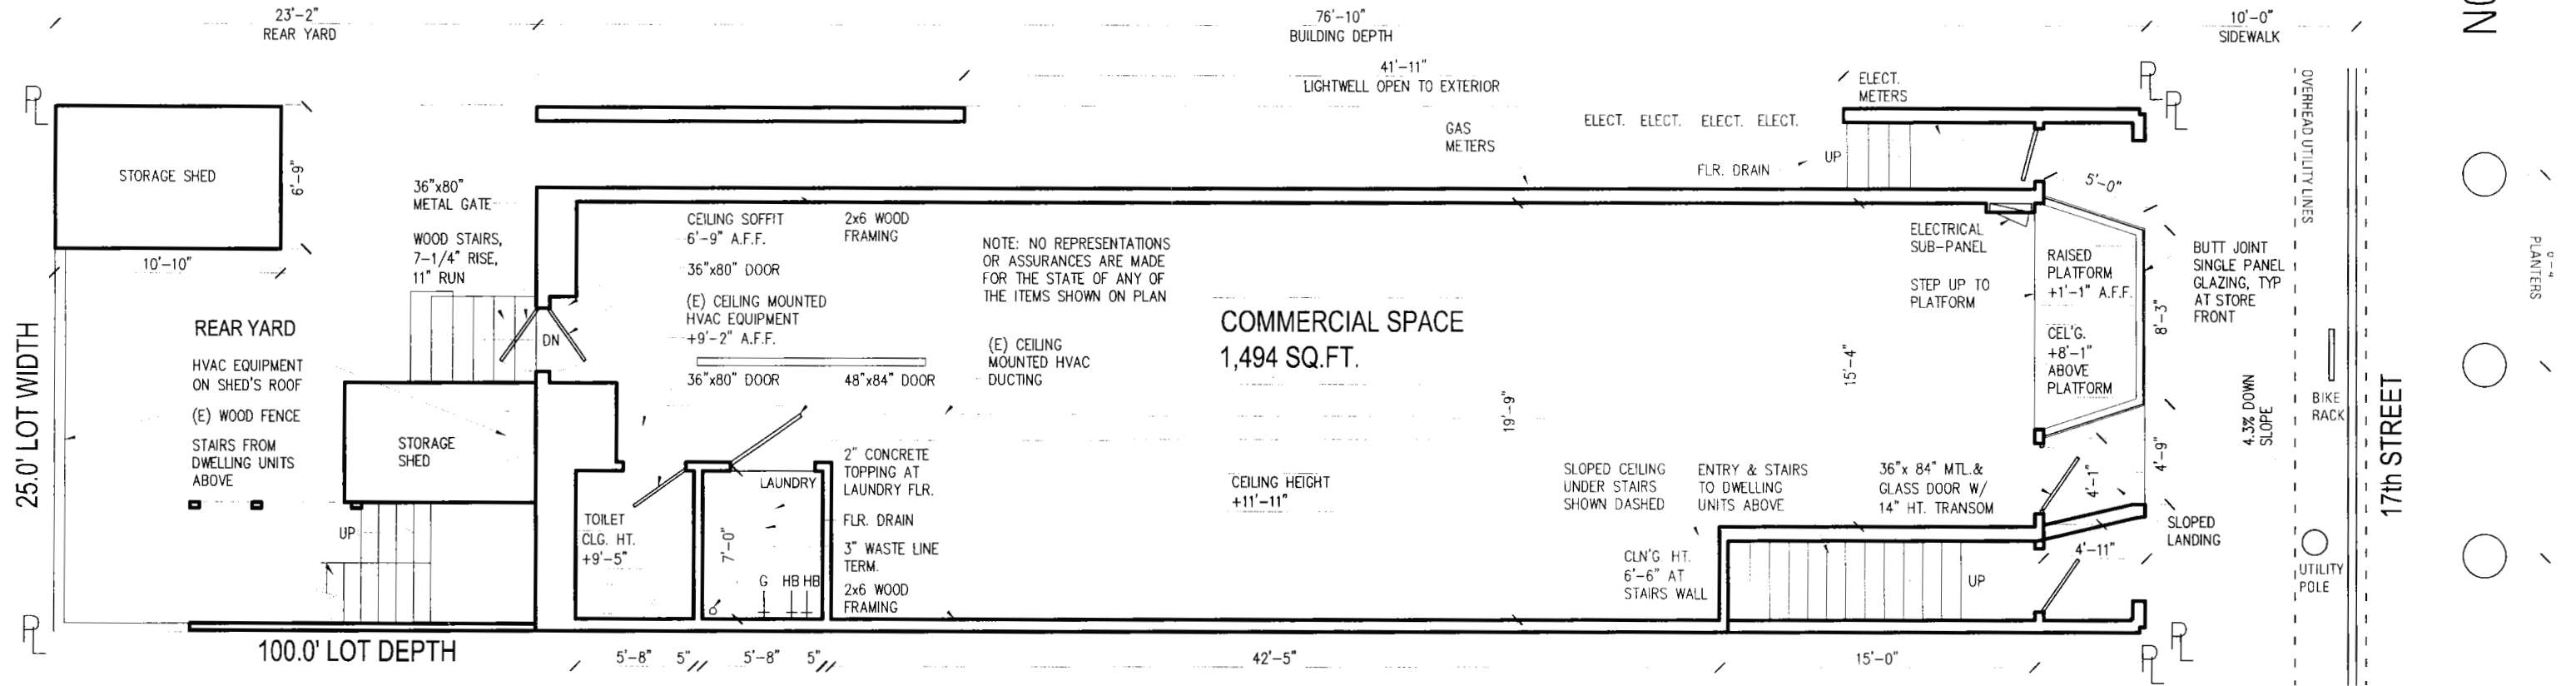 23'-2"
REAR YARD
76'-10"
BUILDING DEPTH
10'-0"
SIDEWALK
41'-11"
LIGHTWELL OPEN TO EXTERIOR
ELECT.
METERS
PL
PL
PL
STORAGE SHED
6'-9"
10'-10"
36"x80"
METAL GATE
WOOD STAIRS,
7-1/4" RISE,
11" RUN
CEILING SOFFIT
6'-9" A.F.F.
36"x80" DOOR
(E) CEILING MOUNTED
HVAC EQUIPMENT
+9'-2" A.F.F.
36"x80" DOOR
48"x84" DOOR
2x6 WOOD
FRAMING
NOTE: NO REPRESENTATIONS
OR ASSURANCES ARE MADE
FOR THE STATE OF ANY OF
THE ITEMS SHOWN ON PLAN
(E) CEILING
MOUNTED HVAC
DUCTING
COMMERCIAL SPACE
1,494 SQ.FT.
GAS
METERS
ELECT. ELECT. ELECT. ELECT.
FLR. DRAIN
UP
5'-0"
ELECTRICAL
SUB-PANEL
STEP UP TO
PLATFORM
RAISED
PLATFORM
+1'-1" A.F.F.
CEL'G.
+8'-1"
ABOVE
PLATFORM
8'-3"
15'-4"
19'-9"
BUTT JOINT
SINGLE PANEL
GLAZING, TYP
AT STORE
FRONT
OVERHEAD UTILITY LINES
4.3% DOWN
SLOPE
BIKE
RACK
17th STREET
PLANTERS
25.0' LOT WIDTH
REAR YARD
HVAC EQUIPMENT
ON SHED'S ROOF
(E) WOOD FENCE
STAIRS FROM
DWELLING UNITS
ABOVE
DN
STORAGE
SHED
UP
TOILET
CLG. HT.
+9'-5"
LAUNDRY
7'-0"
G HB HB
2" CONCRETE
TOPPING AT
LAUNDRY FLR.
FLR. DRAIN
3" WASTE LINE
TERM.
2x6 WOOD
FRAMING
CEILING HEIGHT
+11'-11"
SLOPED CEILING
UNDER STAIRS
SHOWN DASHED
ENTRY & STAIRS
TO DWELLING
UNITS ABOVE
36"x 84" MTL.&
GLASS DOOR W/
14" HT. TRANSOM
4'-1"
4'-9"
SLOPED
LANDING
4'-11"
CLN'G. HT.
6'-6" AT
STAIRS WALL
UP
UTILITY
POLE
PL
100.0' LOT DEPTH
5'-8"
5"
5'-8"
5"
42'-5"
15'-0"
PL
PL